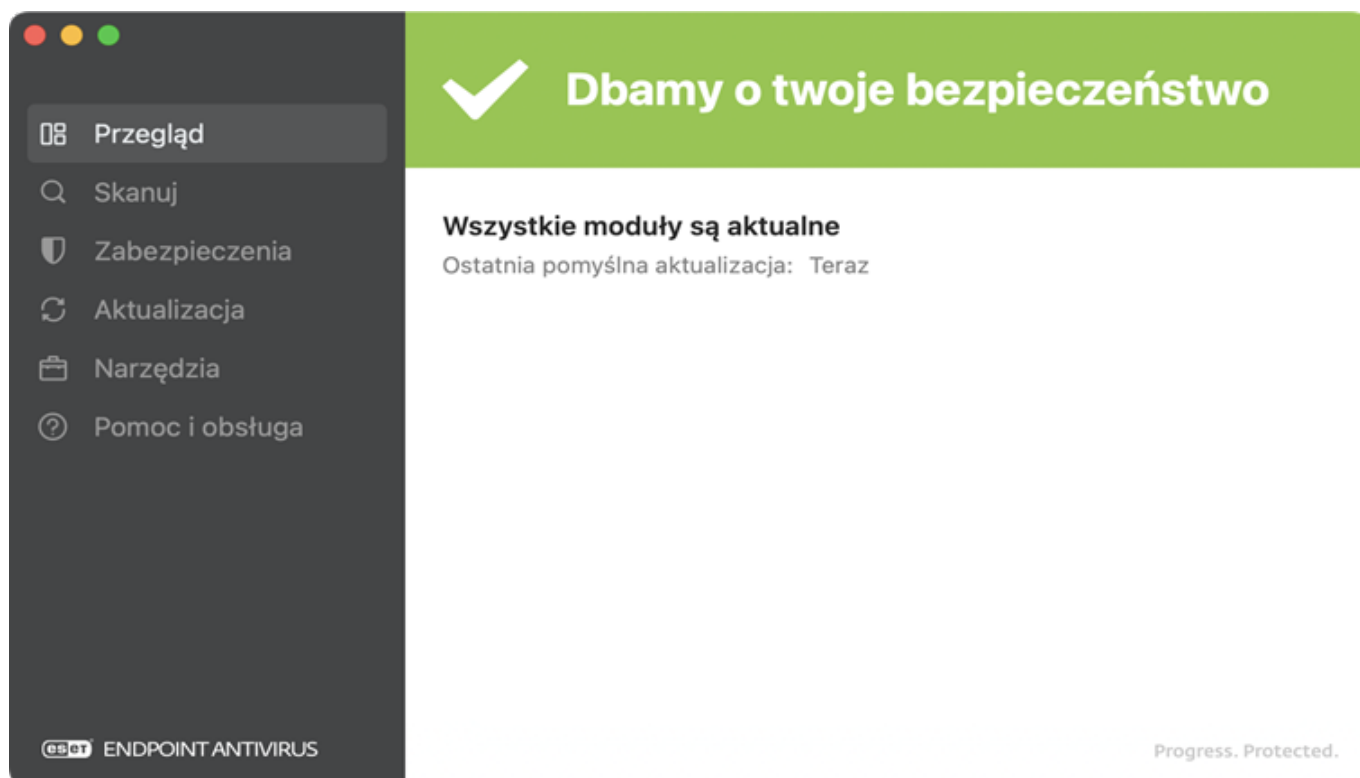 Dbamy o twoje bezpieczeństwo
Przegląd
Skanuj
Zabezpieczenia
Aktualizacja
Narzędzia
Pomoc i obsługa
Wszystkie moduły są aktualne
Ostatnia pomyślna aktualizacja: Teraz
eset ENDPOINT ANTIVIRUS
Progress. Protected.